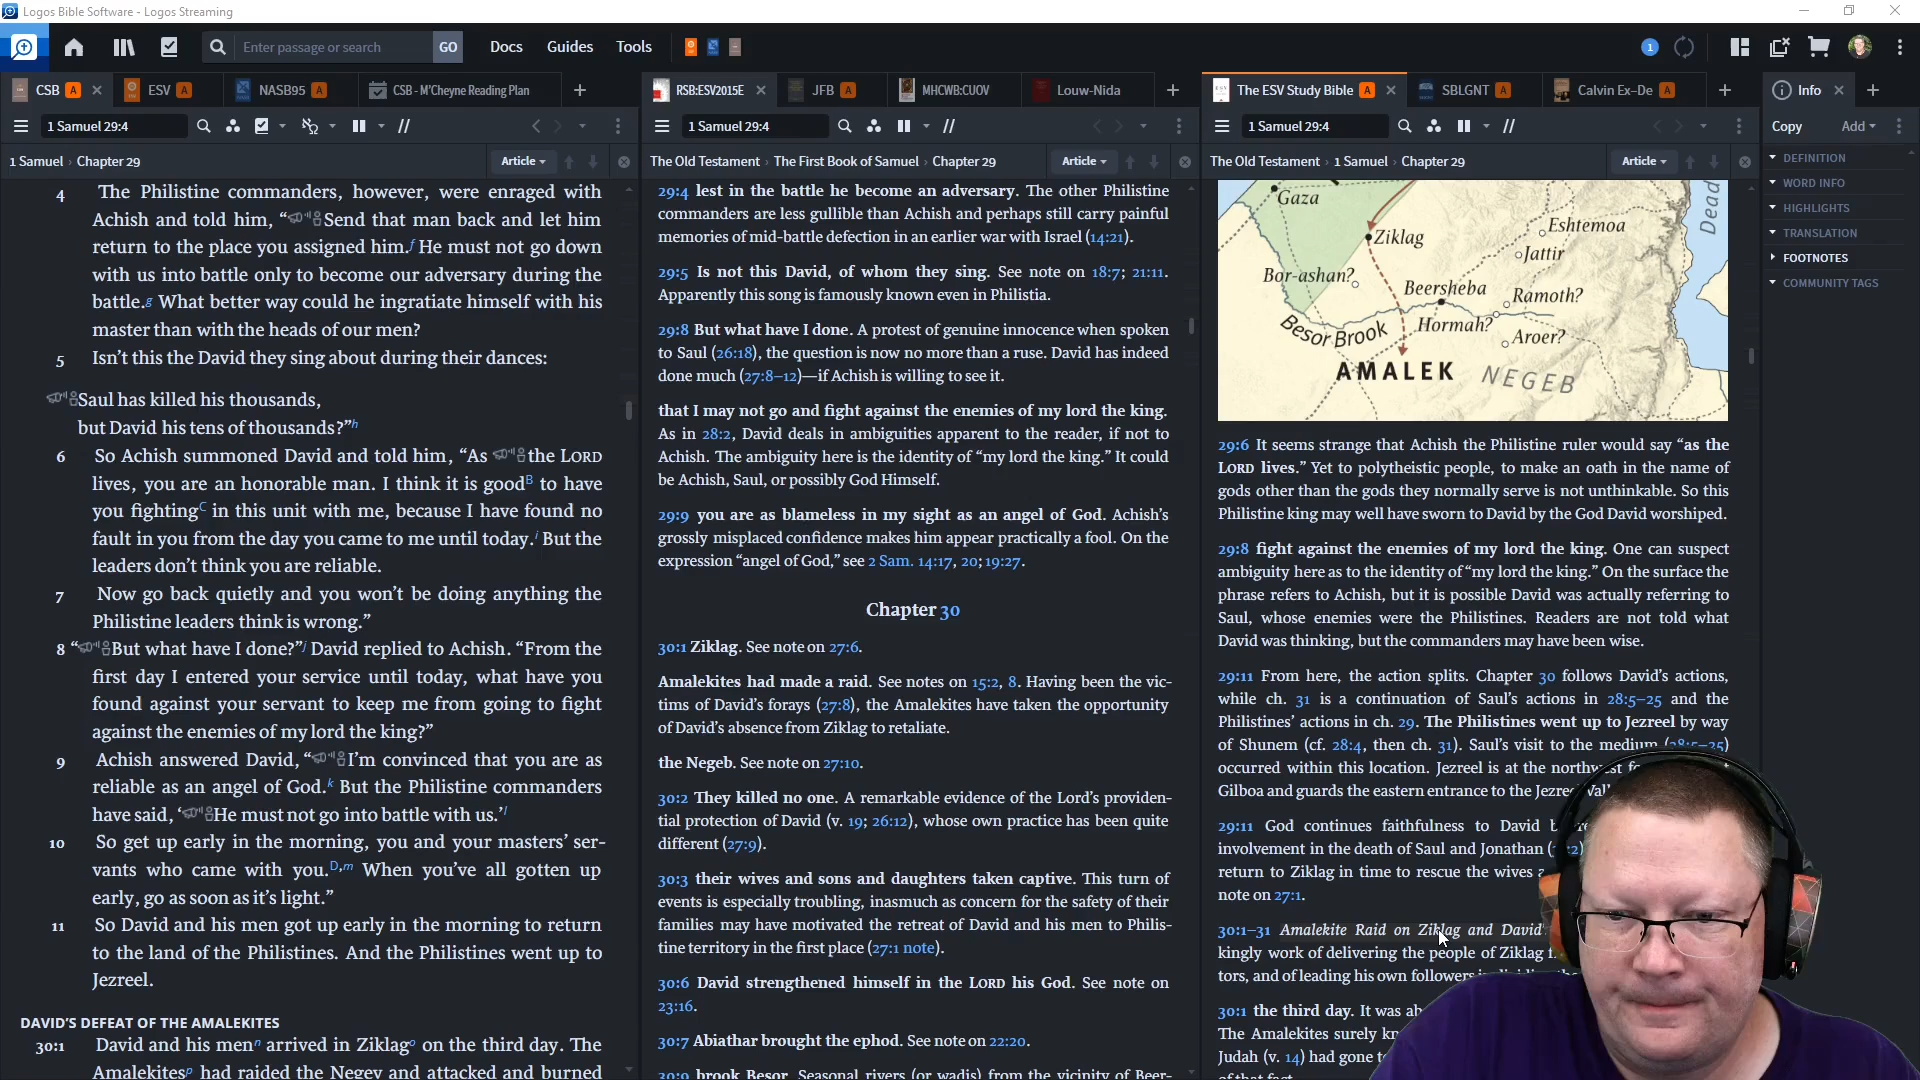 Logos Bible Software - Logos Streaming
Enter passage or search
GO
Docs
Guides
Tools
1
CSB A
ESV A
NASB95 A
CSB - M'Cheyne Reading Plan
1 Samuel 29:4
1 Samuel › Chapter 29
Article
4 The Philistine commanders, however, were enraged with
Achish and told him, “Send that man back and let him
return to the place you assigned him.f He must not go down
with us into battle only to become our adversary during the
battle.g What better way could he ingratiate himself with his
master than with the heads of our men?
5 Isn’t this the David they sing about during their dances:
Saul has killed his thousands,
but David his tens of thousands?”h
6 So Achish summoned David and told him, “As the LORD
lives, you are an honorable man. I think it is goodB to have
you fightingC in this unit with me, because I have found no
fault in you from the day you came to me until today.i But the
leaders don’t think you are reliable.
7 Now go back quietly and you won’t be doing anything the
Philistine leaders think is wrong.”
8 “But what have I done?”j David replied to Achish. “From the
first day I entered your service until today, what have you
found against your servant to keep me from going to fight
against the enemies of my lord the king?”
9 Achish answered David, “I’m convinced that you are as
reliable as an angel of God.k But the Philistine commanders
have said, ‘He must not go into battle with us.’l
10 So get up early in the morning, you and your masters’ ser-
vants who came with you.D,m When you’ve all gotten up
early, go as soon as it’s light.”
11 So David and his men got up early in the morning to return
to the land of the Philistines. And the Philistines went up to
Jezreel.
DAVID’S DEFEAT OF THE AMALEKITES
30:1 David and his menn arrived in Ziklago on the third day. The
Amalekitesp had raided the Negev and attacked and burned
RSB:ESV2015E
JFB A
MHCWB:CUOV
Louw-Nida
1 Samuel 29:4
The Old Testament › The First Book of Samuel › Chapter 29
Article
29:4 lest in the battle he become an adversary. The other Philistine
commanders are less gullible than Achish and perhaps still carry painful
memories of mid-battle defection in an earlier war with Israel (14:21).
29:5 Is not this David, of whom they sing. See note on 18:7; 21:11.
Apparently this song is famously known even in Philistia.
29:8 But what have I done. A protest of genuine innocence when spoken
to Saul (26:18), the question is now no more than a ruse. David has indeed
done much (27:8–12)—if Achish is willing to see it.
that I may not go and fight against the enemies of my lord the king.
As in 28:2, David deals in ambiguities apparent to the reader, if not to
Achish. The ambiguity here is the identity of “my lord the king.” It could
be Achish, Saul, or possibly God Himself.
29:9 you are as blameless in my sight as an angel of God. Achish’s
grossly misplaced confidence makes him appear practically a fool. On the
expression “angel of God,” see 2 Sam. 14:17, 20; 19:27.
Chapter 30
30:1 Ziklag. See note on 27:6.
Amalekites had made a raid. See notes on 15:2, 8. Having been the vic-
tims of David’s forays (27:8), the Amalekites have taken the opportunity
of David’s absence from Ziklag to retaliate.
the Negeb. See note on 27:10.
30:2 They killed no one. A remarkable evidence of the Lord’s providen-
tial protection of David (v. 19; 26:12), whose own practice has been quite
different (27:9).
30:3 their wives and sons and daughters taken captive. This turn of
events is especially troubling, inasmuch as concern for the safety of their
families may have motivated the retreat of David and his men to Philis-
tine territory in the first place (27:1 note).
30:6 David strengthened himself in the LORD his God. See note on
23:16.
30:7 Abiathar brought the ephod. See note on 22:20.
30:9 brook Besor. Seasonal rivers (or wadis) from the vicinity of Beer-
The ESV Study Bible A
SBLGNT A
Calvin Ex–De A
1 Samuel 29:4
The Old Testament › 1 Samuel › Chapter 29
Article
Gaza
Dead
Eshtemoa
Ziklag
Jattir
Bor-ashan?
Beersheba
Ramoth?
Besor Brook
Hormah?
Aroer?
AMALEK
NEGEB
29:6 It seems strange that Achish the Philistine ruler would say “as the
LORD lives.” Yet to polytheistic people, to make an oath in the name of
gods other than the gods they normally serve is not unthinkable. So this
Philistine king may well have sworn to David by the God David worshiped.
29:8 fight against the enemies of my lord the king. One can suspect
ambiguity here as to the identity of “my lord the king.” On the surface the
phrase refers to Achish, but it is possible David was actually referring to
Saul, whose enemies were the Philistines. Readers are not told what
David was thinking, but the commanders may have been wise.
29:11 From here, the action splits. Chapter 30 follows David’s actions,
while ch. 31 is a continuation of Saul’s actions in 28:5–25 and the
Philistines’ actions in ch. 29. The Philistines went up to Jezreel by way
of Shunem (cf. 28:4, then ch. 31). Saul’s visit to the medium (28:5–25)
occurred within this location. Jezreel is at the northwest
Gilboa and guards the eastern entrance to the Jezreel
29:11 God continues faithfulness to David
involvement in the death of Saul and Jonathan
return to Ziklag in time to rescue the wives
note on 27:1.
30:1–31 Amalekite Raid on Ziklag and David’
kingly work of delivering the people of Ziklag
tors, and of leading his own followers
30:1 the third day. It was
The Amalekites surely
Judah (v. 14) had gone
of that fact
Info
Copy
Add
DEFINITION
WORD INFO
HIGHLIGHTS
TRANSLATION
FOOTNOTES
COMMUNITY TAGS